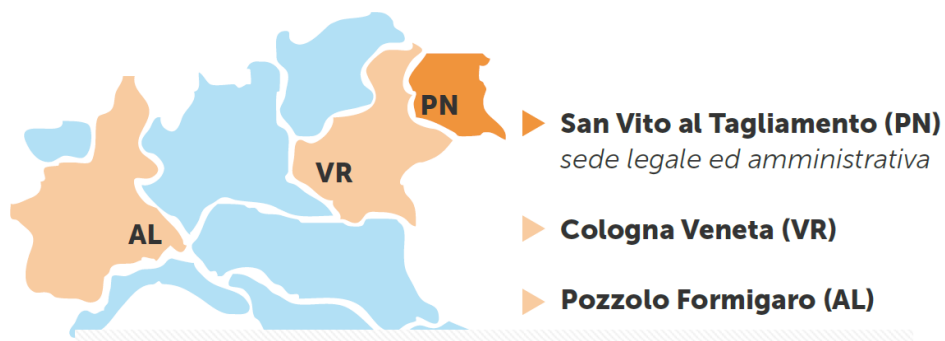 PN
VR
AL
San Vito al Tagliamento (PN)
sede legale ed amministrativa
Cologna Veneta (VR)
Pozzolo Formigaro (AL)